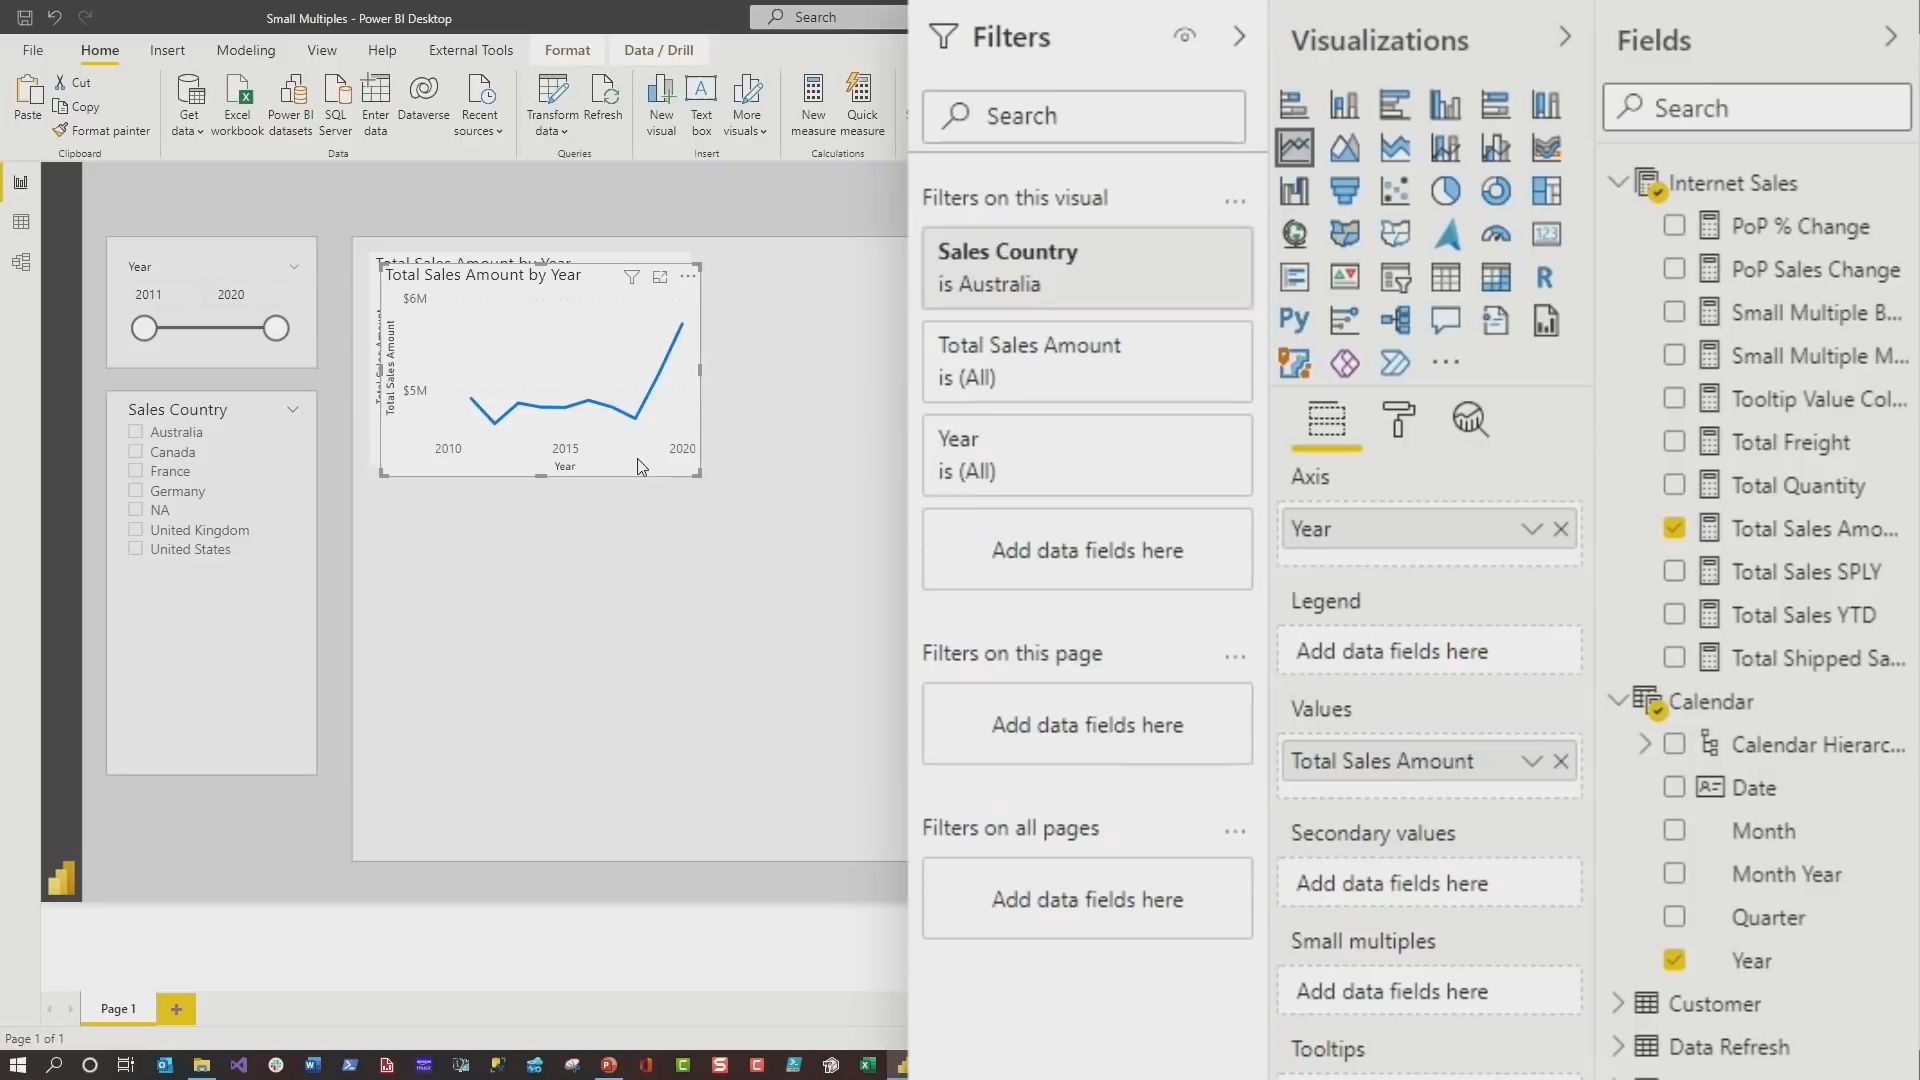 Small Multiples - Power BI Desktop
Search
File
Home
Insert
Modeling
View
Help
External Tools
Format
Data / Drill
Paste
Cut
Copy
Format painter
Clipboard
Get data
Excel workbook
Power BI datasets
SQL Server
Enter data
Dataverse
Recent sources
Data
Transform data
Refresh
Queries
New visual
Text box
More visuals
Insert
New measure
Quick measure
Calculations
Year
2011
2020
Sales Country
Australia
Canada
France
Germany
NA
United Kingdom
United States
Total Sales Amount by Year
Total Sales Amount by Year
Total Sales Amount
Total Sales Amount
$6M
$5M
2010
2015
2020
Year
Page 1
Page 1 of 1
Filters
Search
Filters on this visual
...
Sales Country
is Australia
Total Sales Amount
is (All)
Year
is (All)
Add data fields here
Filters on this page
...
Add data fields here
Filters on all pages
...
Add data fields here
Visualizations
123
R
Py
...
Axis
Year
Legend
Add data fields here
Values
Total Sales Amount
Secondary values
Add data fields here
Small multiples
Add data fields here
Tooltips
Fields
Search
Internet Sales
PoP % Change
PoP Sales Change
Small Multiple B...
Small Multiple M...
Tooltip Value Col...
Total Freight
Total Quantity
Total Sales Amo...
Total Sales SPLY
Total Sales YTD
Total Shipped Sa...
Calendar
Calendar Hierarc...
Date
Month
Month Year
Quarter
Year
Customer
Data Refresh